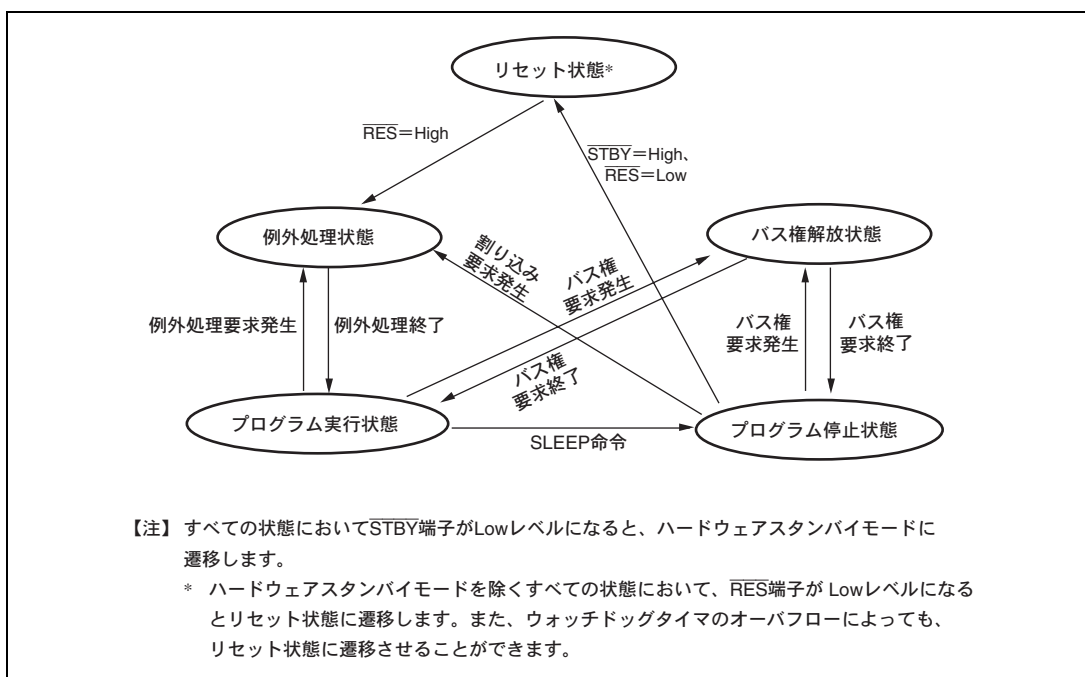 リセット状態*
RES=High
STBY=High、
RES=Low
例外処理状態
バス権解放状態
割り込み
要求発生
バス権
要求発生
例外処理要求発生
例外処理終了
バス権
要求発生
バス権
要求終了
バス権
要求終了
プログラム実行状態
SLEEP命令
プログラム停止状態
【注】 すべての状態においてSTBY端子がLowレベルになると、ハードウェアスタンバイモードに
遷移します。
* ハードウェアスタンバイモードを除くすべての状態において、RES端子が Lowレベルになる
とリセット状態に遷移します。また、ウォッチドッグタイマのオーバフローによっても、
リセット状態に遷移させることができます。